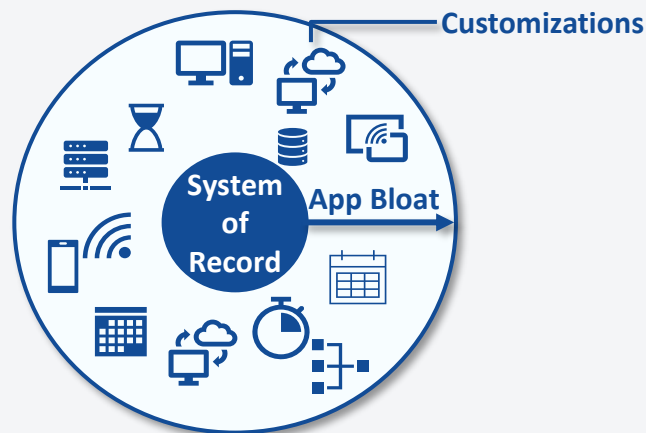 Customizations
System
of
Record
App Bloat